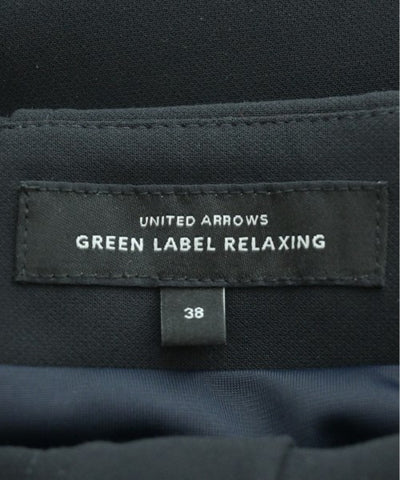 UNITED ARROWS
GREEN LABEL RELAXING
38